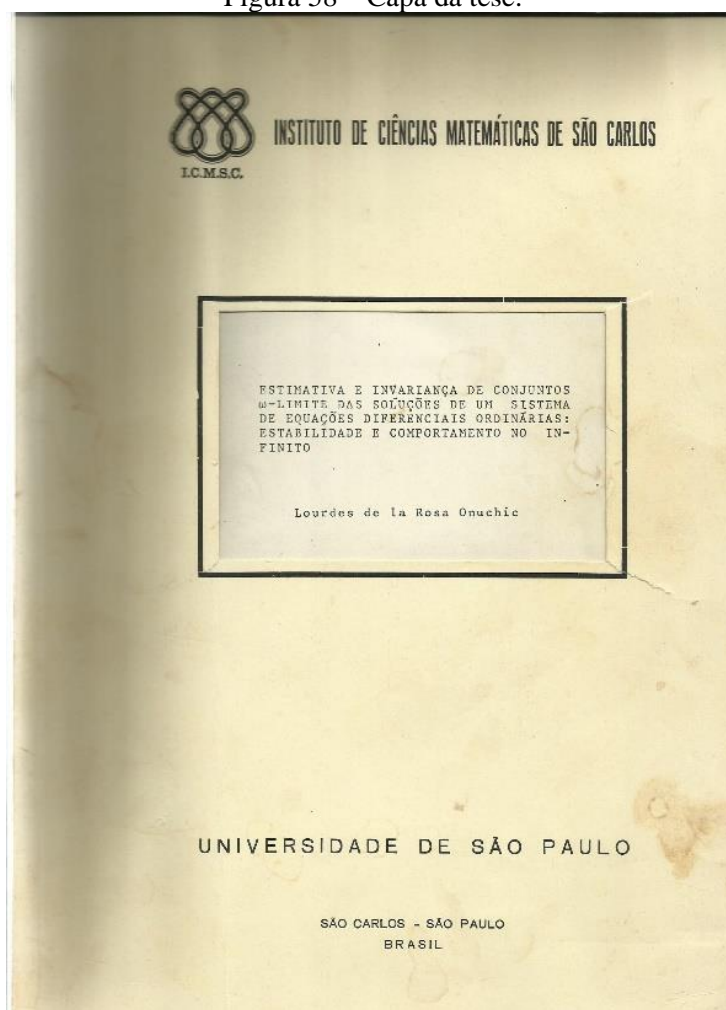 Figura 38 – Capa da tese.
I.C.M.S.C.
INSTITUTO DE CIÊNCIAS MATEMÁTICAS DE SÃO CARLOS
ESTIMATIVA E INVARIANÇA DE CONJUNTOS
ω-LIMITE DAS SOLUÇÕES DE UM SISTEMA
DE EQUAÇÕES DIFERENCIAIS ORDINÁRIAS:
ESTABILIDADE E COMPORTAMENTO NO IN-
FINITO
Lourdes de la Rosa Onuchic
UNIVERSIDADE DE SÃO PAULO
SÃO CARLOS - SÃO PAULO
BRASIL